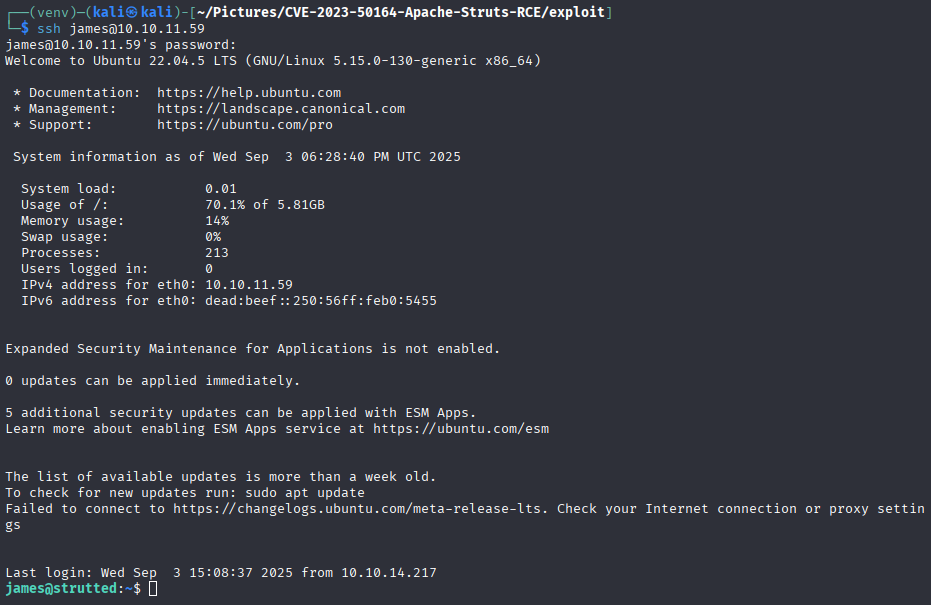 ┌──(venv)─(kali㉿kali)-[~/Pictures/CVE-2023-50164-Apache-Struts-RCE/exploit]
└─$ ssh james@10.10.11.59
james@10.10.11.59's password:
Welcome to Ubuntu 22.04.5 LTS (GNU/Linux 5.15.0-130-generic x86_64)
* Documentation:  https://help.ubuntu.com
* Management:     https://landscape.canonical.com
* Support:        https://ubuntu.com/pro
System information as of Wed Sep  3 06:28:40 PM UTC 2025
System load:           0.01
Usage of /:            70.1% of 5.81GB
Memory usage:          14%
Swap usage:            0%
Processes:             213
Users logged in:       0
IPv4 address for eth0: 10.10.11.59
IPv6 address for eth0: dead:beef::250:56ff:feb0:5455
Expanded Security Maintenance for Applications is not enabled.
0 updates can be applied immediately.
5 additional security updates can be applied with ESM Apps.
Learn more about enabling ESM Apps service at https://ubuntu.com/esm
The list of available updates is more than a week old.
To check for new updates run: sudo apt update
Failed to connect to https://changelogs.ubuntu.com/meta-release-lts. Check your Internet connection or proxy settin
gs
Last login: Wed Sep  3 15:08:37 2025 from 10.10.14.217
james@strutted:~$